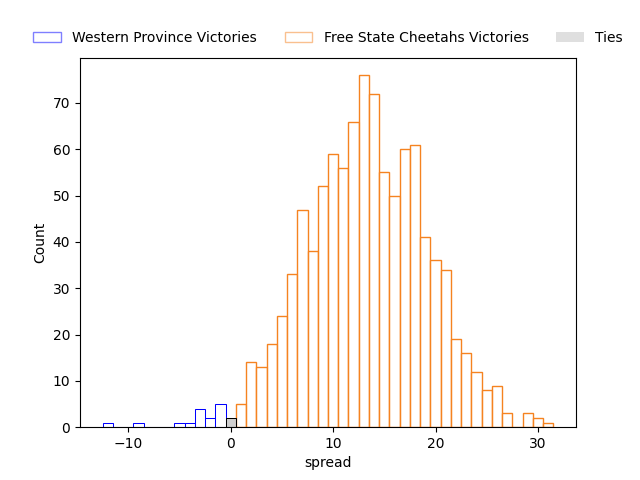 Western Province Victories Free State Cheetahs Victories Ties
70
60
50
40
30
20
10
0
Count
−10 0 10 20 30
spread